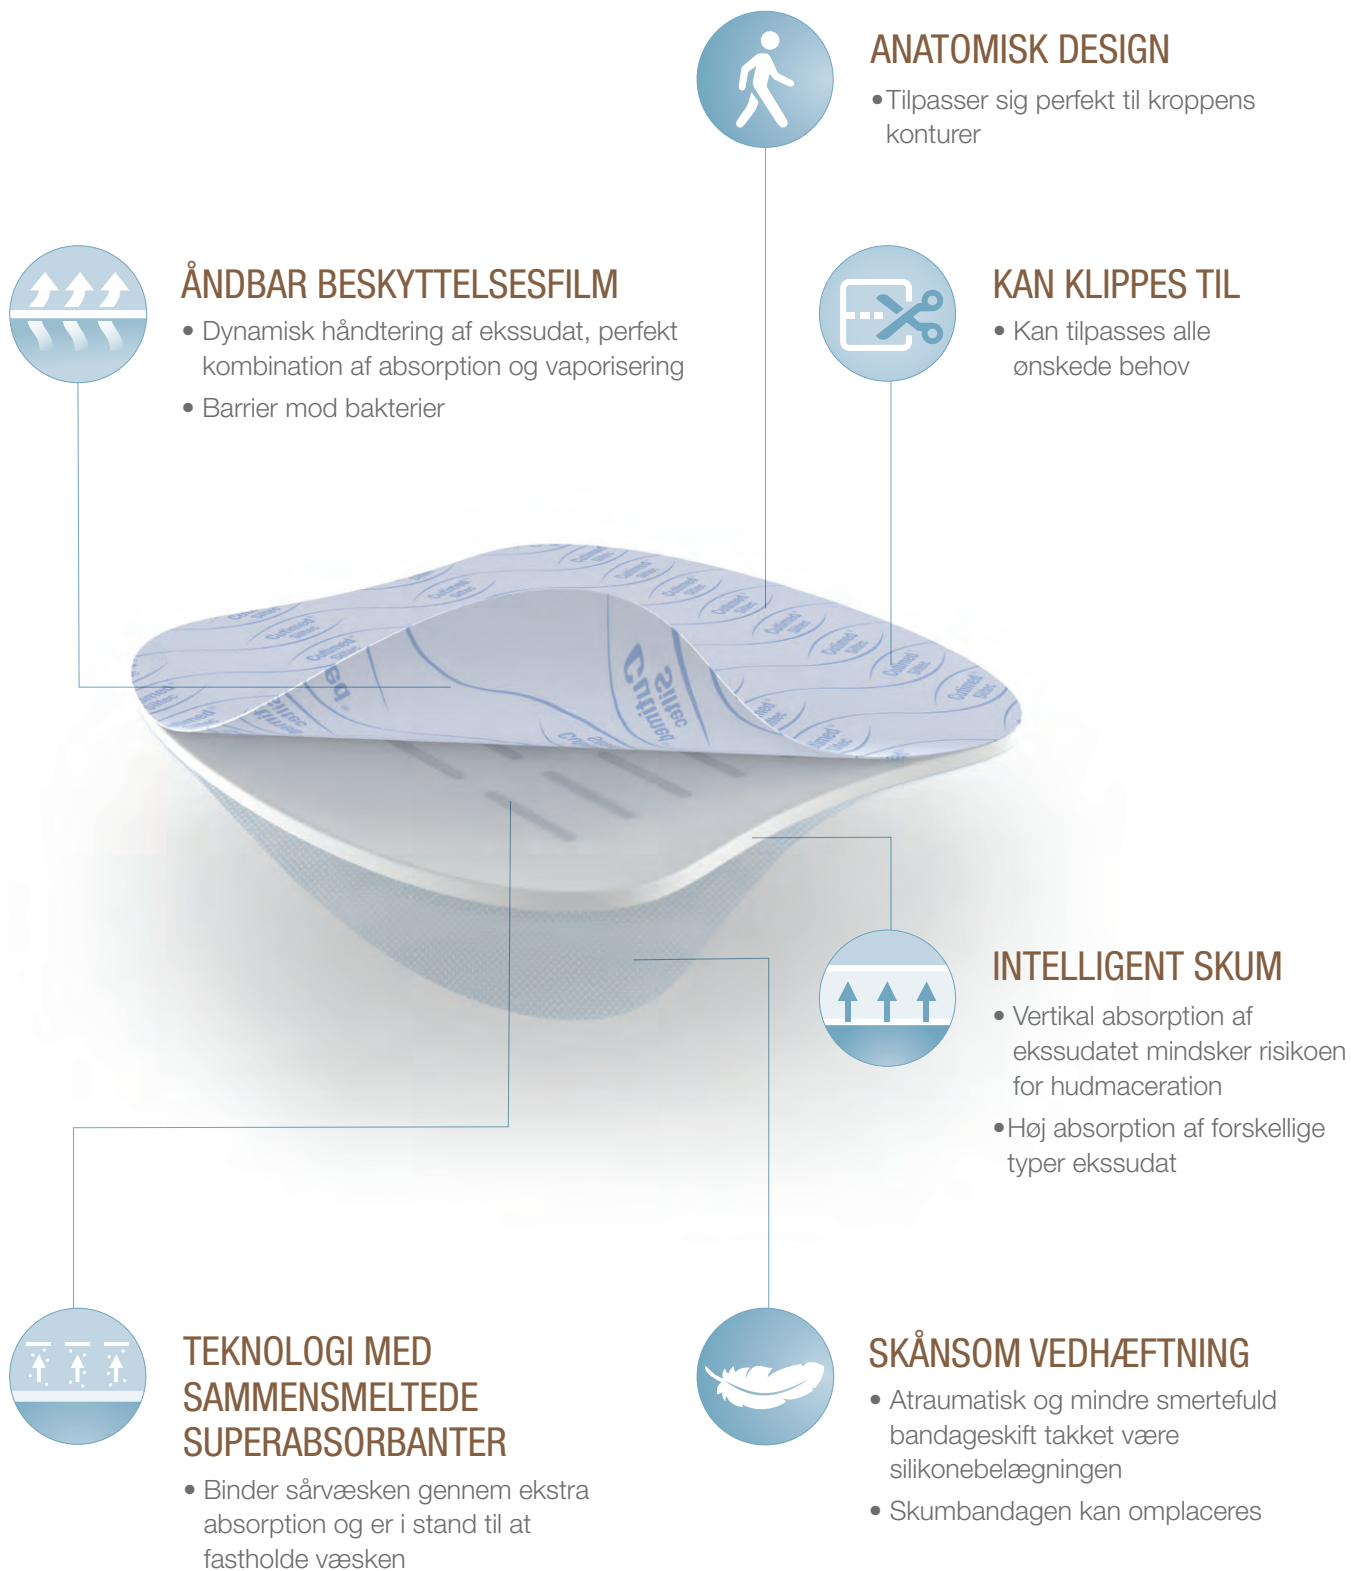 ANATOMISK DESIGN
•Tilpasser sig perfekt til kroppens
konturer
ÅNDBAR BESKYTTELSESFILM
• Dynamisk håndtering af ekssudat, perfekt
kombination af absorption og vaporisering
• Barrier mod bakterier
KAN KLIPPES TIL
• Kan tilpasses alle
ønskede behov
Cutimed
Siltec
INTELLIGENT SKUM
• Vertikal absorption af
ekssudatet mindsker risikoen
for hudmaceration
•Høj absorption af forskellige
typer ekssudat
TEKNOLOGI MED
SAMMENSMELTEDE
SUPERABSORBANTER
• Binder sårvæsken gennem ekstra
absorption og er i stand til at
fastholde væsken
SKÅNSOM VEDHÆFTNING
• Atraumatisk og mindre smertefuld
bandageskift takket være
silikonebelægningen
• Skumbandagen kan omplaceres